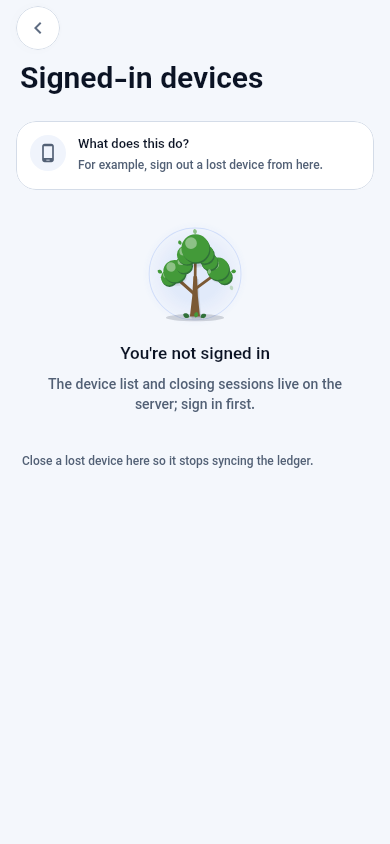 Signed-in devices
What does this do?
For example, sign out a lost device from here.
You're not signed in
The device list and closing sessions live on the
server; sign in first.
Close a lost device here so it stops syncing the ledger.